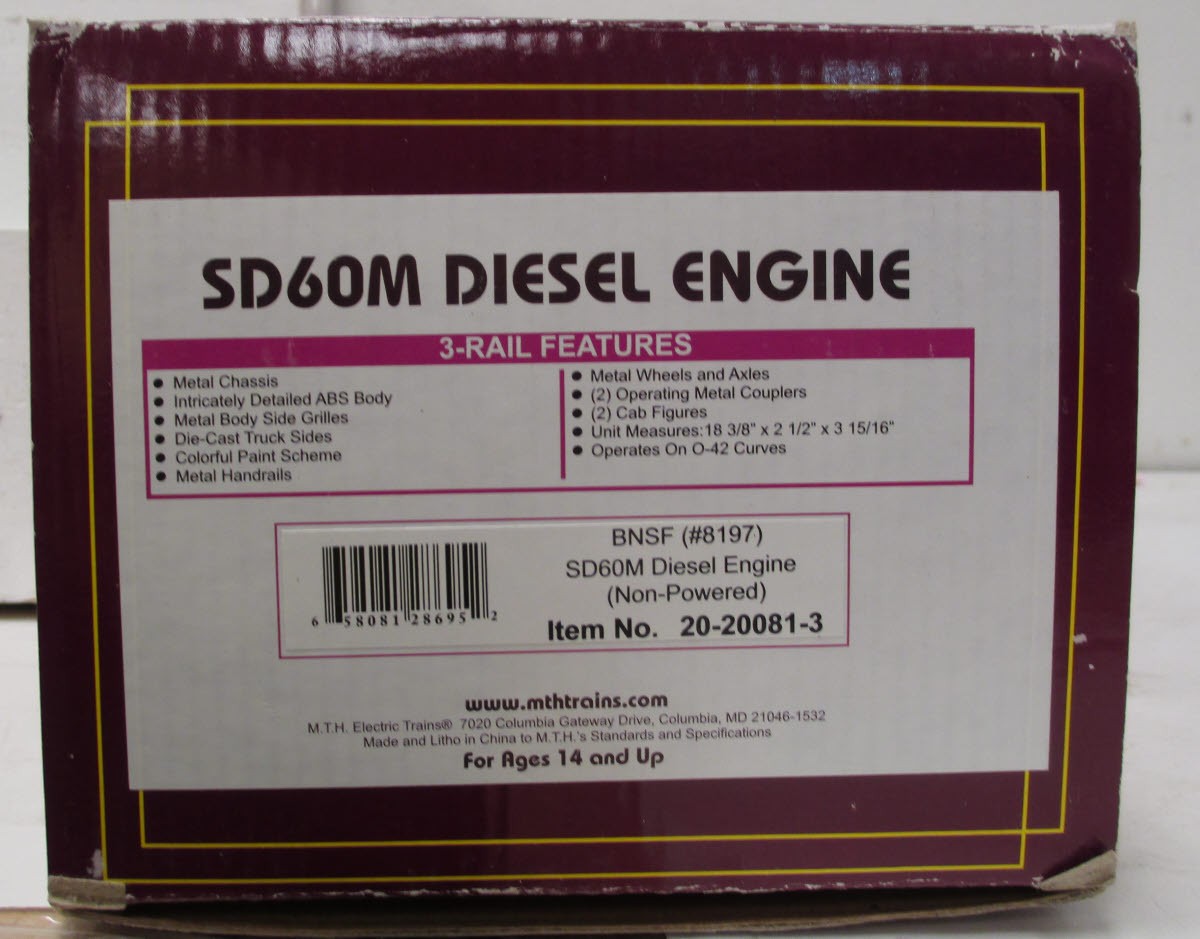 SD60M DIESEL ENGINE
3-RAIL FEATURES
● Metal Chassis
● Intricately Detailed ABS Body
● Metal Body Side Grilles
● Die-Cast Truck Sides
● Colorful Paint Scheme
● Metal Handrails
● Metal Wheels and Axles
● (2) Operating Metal Couplers
● (2) Cab Figures
● Unit Measures:18 3/8" x 2 1/2" x 3 15/16"
● Operates On O-42 Curves
BNSF (#8197)
SD60M Diesel Engine
(Non-Powered)
Item No. 20-20081-3
6 58081 28695 2
www.mthtrains.com
M.T.H. Electric Trains® 7020 Columbia Gateway Drive, Columbia, MD 21046-1532
Made and Litho in China to M.T.H.'s Standards and Specifications
For Ages 14 and Up